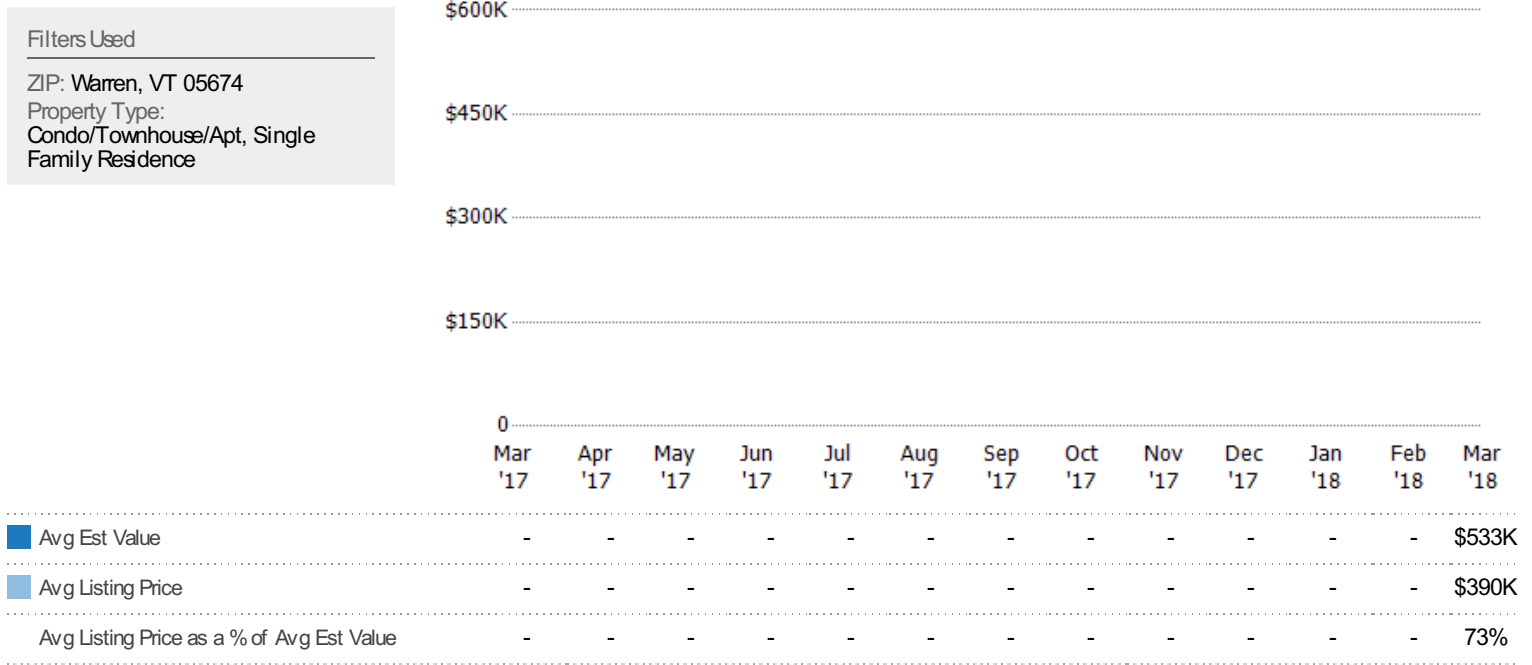 Filters Used
ZIP: Warren, VT 05674
Property Type:
Condo/Townhouse/Apt, Single
Family Residence
$600K
$450K
$300K
$150K
0
Mar Apr May Jun Jul Aug Sep Oct Nov Dec Jan Feb Mar
'17 '17 '17 '17 '17 '17 '17 '17 '17 '17 '18 '18 '18
Avg Est Value - - - - - - - - - - - - $533K
Avg Listing Price - - - - - - - - - - - - $390K
Avg Listing Price as a % of Avg Est Value - - - - - - - - - - - - 73%